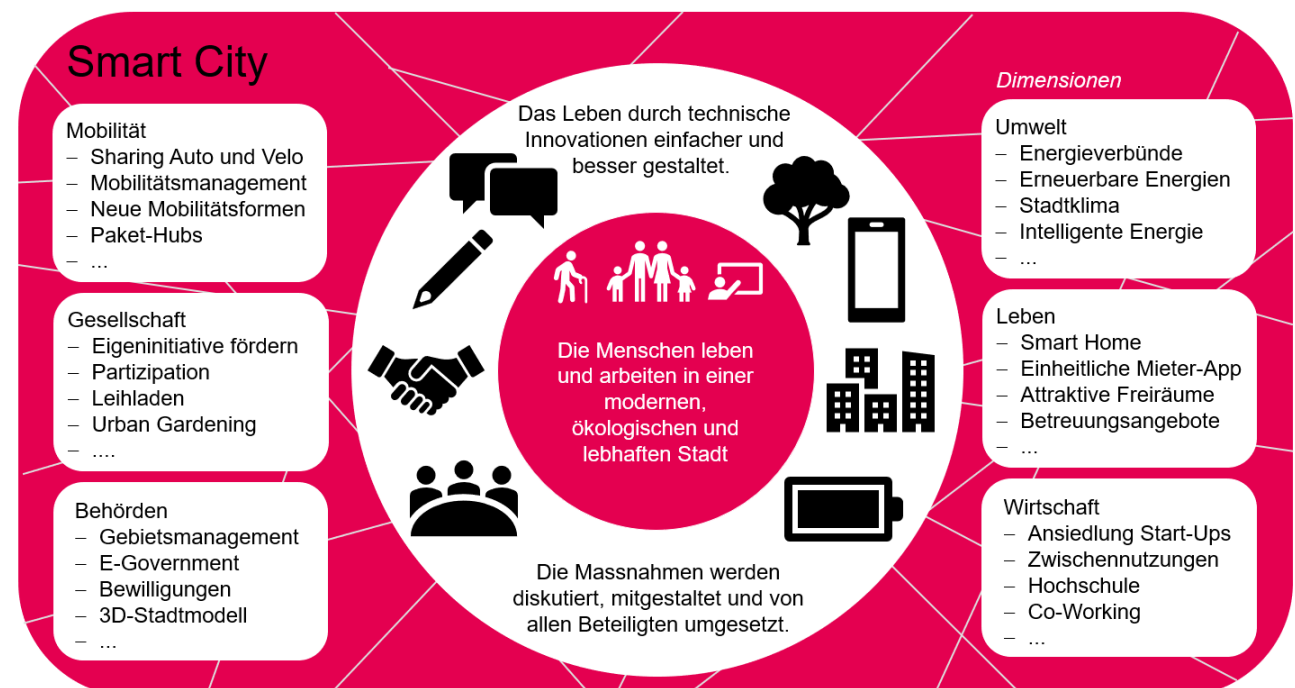 Smart City
Mobilität
– Sharing Auto und Velo
– Mobilitätsmanagement
– Neue Mobilitätsformen
– Paket-Hubs
– ...
Gesellschaft
– Eigeninitiative fördern
– Partizipation
– Leihladen
– Urban Gardening
– ....
Behörden
– Gebietsmanagement
– E-Government
– Bewilligungen
– 3D-Stadtmodell
– ...
Das Leben durch technische
Innovationen einfacher und
besser gestaltet.
Die Menschen leben
und arbeiten in einer
modernen,
ökologischen und
lebhaften Stadt
Die Massnahmen werden
diskutiert, mitgestaltet und von
allen Beteiligten umgesetzt.
Dimensionen
Umwelt
– Energieverbünde
– Erneuerbare Energien
– Stadtklima
– Intelligente Energie
– ...
Leben
– Smart Home
– Einheitliche Mieter-App
– Attraktive Freiräume
– Betreuungsangebote
– ...
Wirtschaft
– Ansiedlung Start-Ups
– Zwischennutzungen
– Hochschule
– Co-Working
– ...